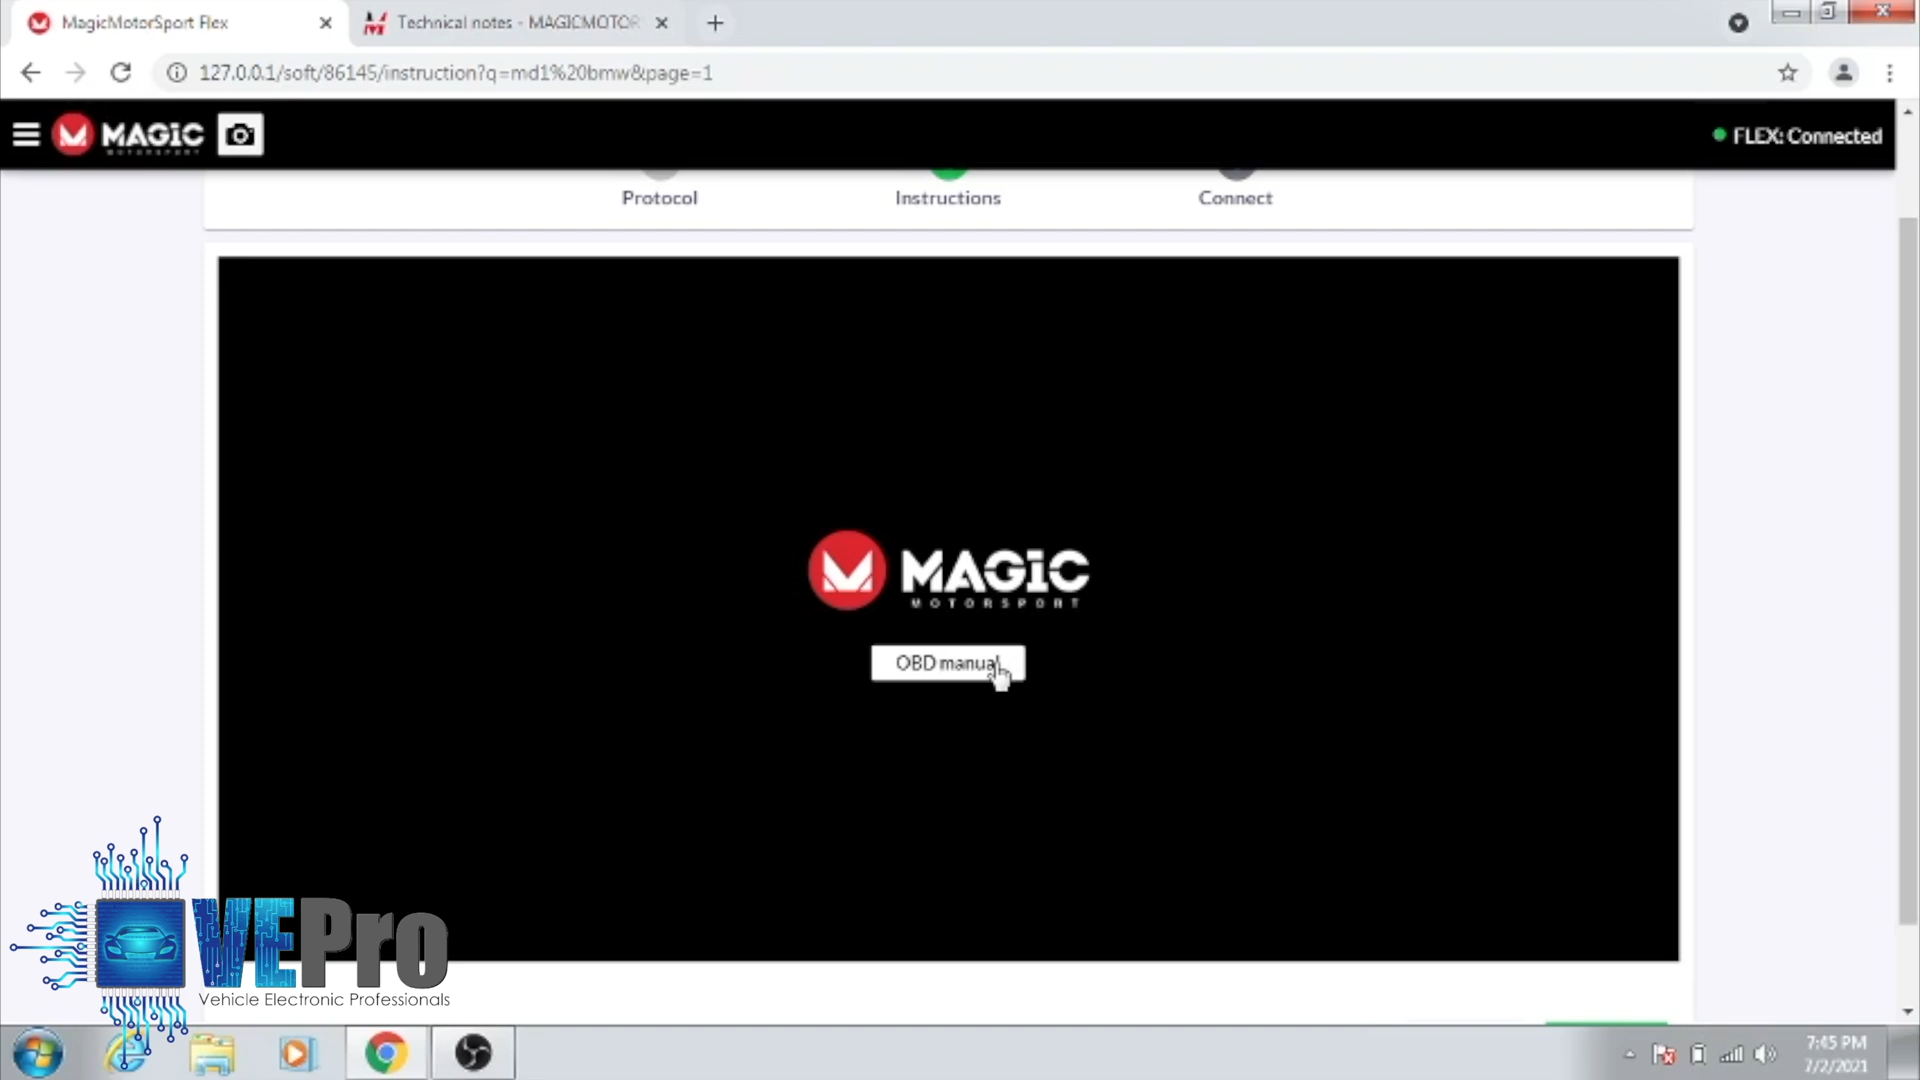 MagicMotorSport Flex
Technical notes - MAGICMOTOR
127.0.0.1/soft/86145/instruction?q=md1%20bmw&page=1
MAGIC
MOTORSPORT
FLEX: Connected
Protocol
Instructions
Connect
MAGIC
MOTORSPORT
OBD manual
VEPro
Vehicle Electronic Professionals
7:45 PM
7/2/2021